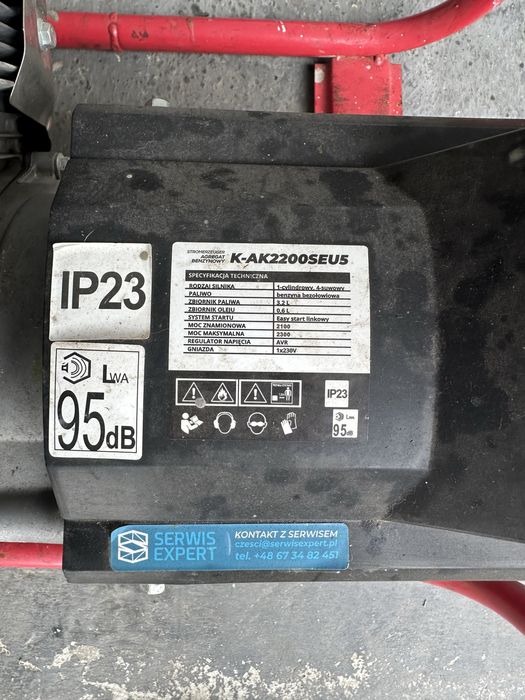 STROMERZEUGER
AGREGAT
BENZYNOWY
K-AK2200SEU5
SPECYFIKACJA TECHNICZNA
RODZAJ SILNIKA 1-cylindrowy, 4-suwowy
PALIWO benzyna bezołowiowa
ZBIORNIK PALIWA 3,2 L
ZBIORNIK OLEJU 0,6 L
SYSTEM STARTU Easy start linkowy
MOC ZNAMIONOWA 2100
MOC MAKSYMALNA 2300
REGULATOR NAPIĘCIA AVR
GNIAZDA 1x230V
IP23
LWA
95dB
IP23
LWA
95dB
SERWIS
EXPERT
KONTAKT Z SERWISEM
czesci@serwisexpert.pl
tel. +48 67 34 82 451